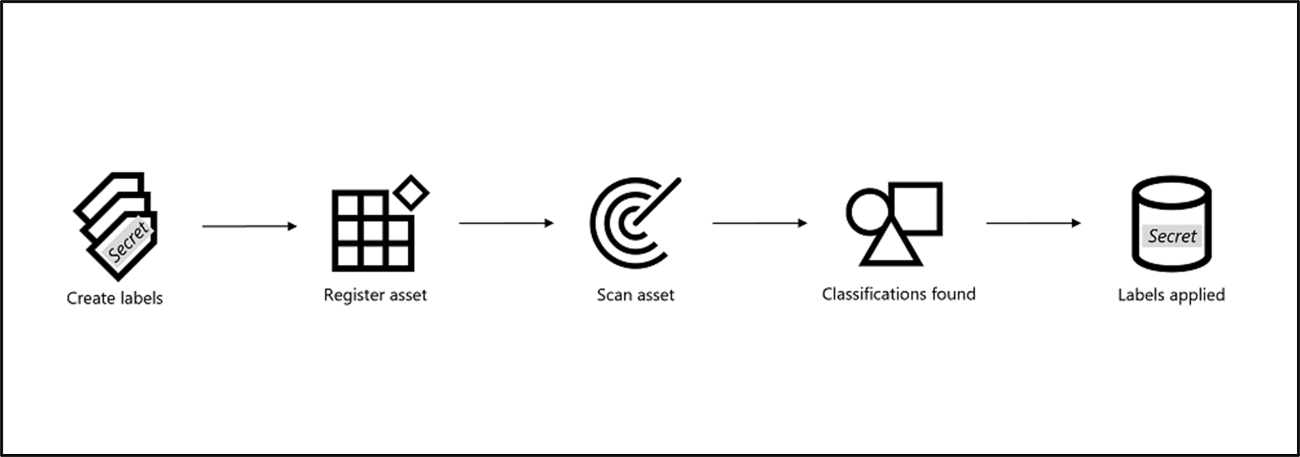 Secret
Secret
Create labels
Register asset
Scan asset
Classifications found
Labels applied